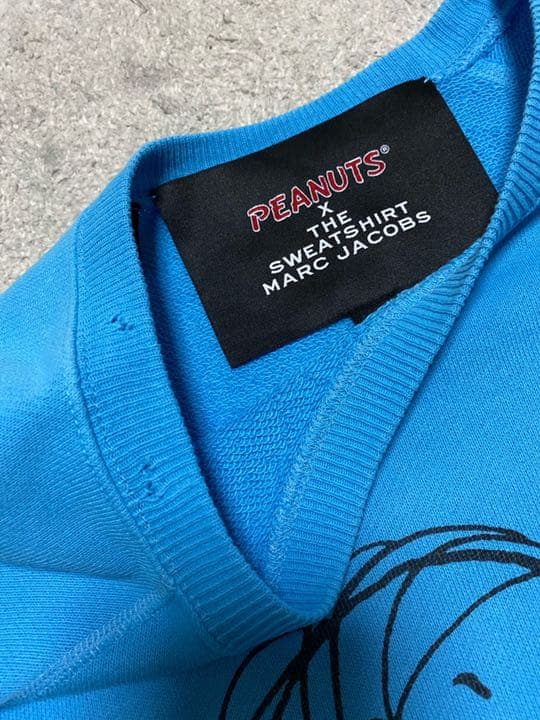 PEANUTS®
X
THE
SWEATSHIRT
MARC JACOBS